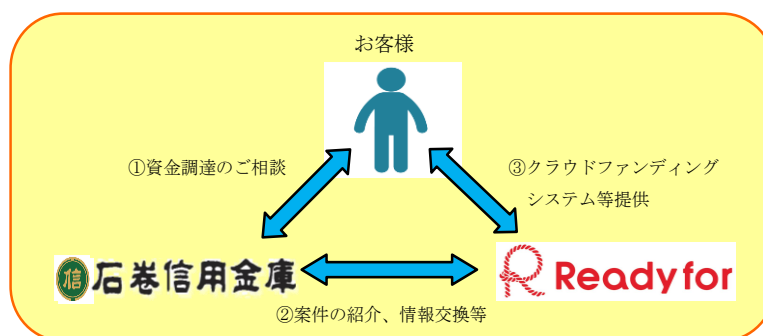 お客様
①資金調達のご相談
③クラウドファンディング
システム等提供
信 石巻信用金庫
Readyfor
②案件の紹介、情報交換等